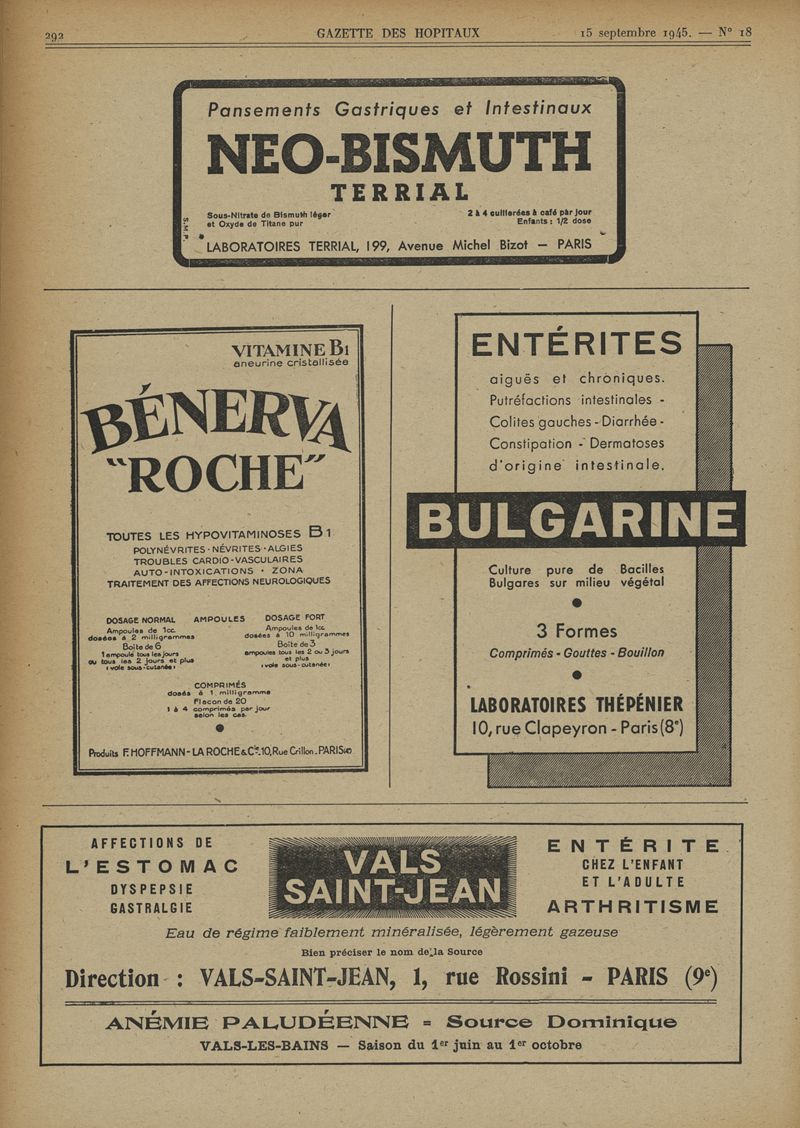 292
GAZETTE DES HOPITAUX
15 septembre 1945. — N° 18
Pansements Gastriques et Intestinaux
NEO-BISMUTH
TERRIAL
Sous-Nitrate de Bismuth léger
et Oxyde de Titane pur
2 à 4 cuillerées à café par jour
Enfants : 1/2 dose
S.M.P.
LABORATOIRES TERRIAL, 199, Avenue Michel Bizot — PARIS
VITAMINE B1
aneurine cristallisée
BÉNERVA
"ROCHE"
TOUTES LES HYPOVITAMINOSES B1
POLYNÉVRITES - NÉVRITES - ALGIES
TROUBLES CARDIO-VASCULAIRES
AUTO-INTOXICATIONS - ZONA
TRAITEMENT DES AFFECTIONS NEUROLOGIQUES
DOSAGE NORMAL AMPOULES DOSAGE FORT
Ampoules de 1cc.
dosées à 2 milligrammes
Boîte de 6
1 ampoule tous les jours
ou tous les 2 jours et plus
(voie sous-cutanée)
Ampoules de 1cc
dosées à 10 milligrammes
Boîte de 3
ampoules tous les 2 ou 3 jours
et plus
(voie sous-cutanée)
COMPRIMÉS
dosés à 1 milligramme
Flacon de 20
1 à 4 comprimés par jour
selon les cas.
Produits F. HOFFMANN-LA ROCHE & Cie. 10, Rue Crillon. PARIS
ENTÉRITES
aiguës et chroniques.
Putréfactions intestinales -
Colites gauches - Diarrhée -
Constipation - Dermatoses
d'origine intestinale.
BULGARINE
Culture pure de Bacilles
Bulgares sur milieu végétal
3 Formes
Comprimés - Gouttes - Bouillon
LABORATOIRES THÉPÉNIER
10, rue Clapeyron - Paris (8e)
AFFECTIONS DE
L'ESTOMAC
DYSPEPSIE
GASTRALGIE
VALS
SAINT-JEAN
ENTÉRITE
CHEZ L'ENFANT
ET L'ADULTE
ARTHRITISME
Eau de régime faiblement minéralisée, légèrement gazeuse
Bien préciser le nom de la Source
Direction : VALS-SAINT-JEAN, 1, rue Rossini - PARIS (9e)
ANÉMIE PALUDÉENNE = Source Dominique
VALS-LES-BAINS — Saison du 1er juin au 1er octobre